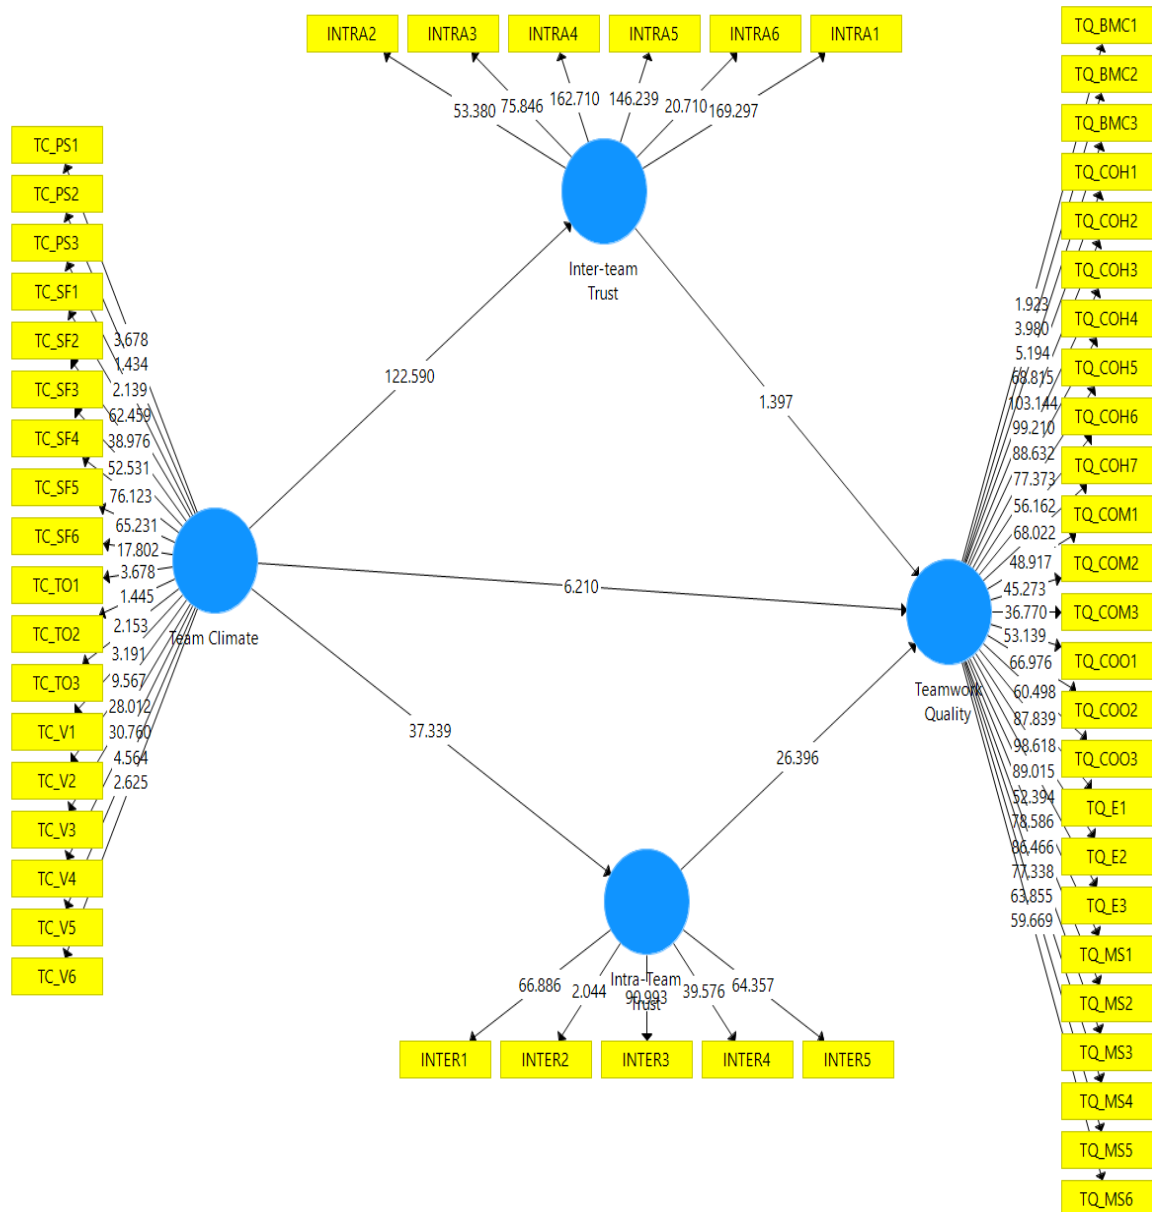 INTRA2
INTRA3
INTRA4
INTRA5
INTRA6
INTRA1
53.380
75.846
162.710
146.239
20.710
169.297
Inter-team
Trust
TC_PS1
TC_PS2
TC_PS3
TC_SF1
TC_SF2
TC_SF3
TC_SF4
TC_SF5
TC_SF6
TC_TO1
TC_TO2
TC_TO3
TC_V1
TC_V2
TC_V3
TC_V4
TC_V5
TC_V6
3.678
1.434
2.139
62.459
38.976
52.531
76.123
65.231
17.802
3.678
1.445
2.153
3.191
9.567
28.012
30.760
4.564
2.625
Team Climate
122.590
1.397
6.210
37.339
26.396
Teamwork
Quality
1.923
3.980
5.194
68.815
103.144
99.210
88.632
77.373
56.162
68.022
48.917
45.273
36.770
53.139
66.976
60.498
87.839
98.618
89.015
52.394
78.586
86.466
77.338
63.855
59.669
TQ_BMC1
TQ_BMC2
TQ_BMC3
TQ_COH1
TQ_COH2
TQ_COH3
TQ_COH4
TQ_COH5
TQ_COH6
TQ_COH7
TQ_COM1
TQ_COM2
TQ_COM3
TQ_COO1
TQ_COO2
TQ_COO3
TQ_E1
TQ_E2
TQ_E3
TQ_MS1
TQ_MS2
TQ_MS3
TQ_MS4
TQ_MS5
TQ_MS6
Intra-Team
Trust
66.886
2.044
90.993
39.576
64.357
INTER1
INTER2
INTER3
INTER4
INTER5